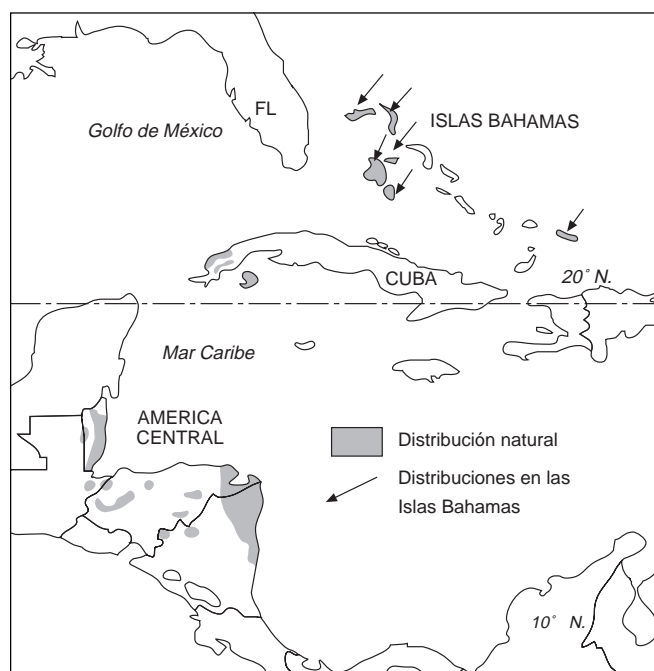 FL
Golfo de México
ISLAS BAHAMAS
CUBA
20° N.
Mar Caribe
AMERICA
CENTRAL
Distribución natural
Distribuciones en las
Islas Bahamas
10° N.